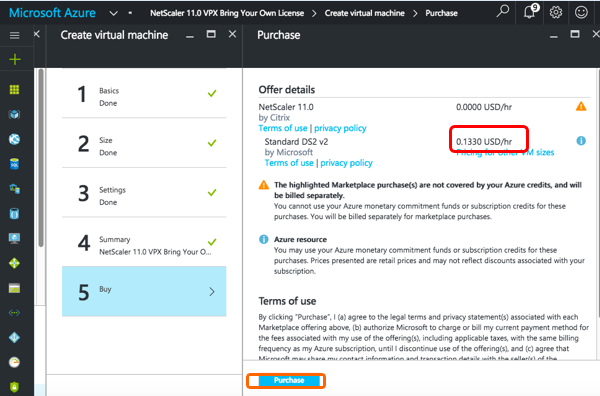 Microsoft Azure
NetScaler 11.0 VPX Bring Your Own License > Create virtual machine > Purchase
9
Create virtual machine
Purchase
1
Basics
Done
2
Size
Done
3
Settings
Done
4
Summary
NetScaler 11.0 VPX Bring Your O...
5
Buy
Offer details
NetScaler 11.0
0.0000 USD/hr
by Citrix
Terms of use | privacy policy
Standard DS2 v2
0.1330 USD/hr
by Microsoft
Pricing for other VM sizes
Terms of use | privacy policy
The highlighted Marketplace purchase(s) are not covered by your Azure credits, and will
be billed separately.
You cannot use your Azure monetary commitment funds or subscription credits for these
purchases. You will be billed separately for marketplace purchases.
Azure resource
You may use your Azure monetary commitment funds or subscription credits for these
purchases. Prices presented are retail prices and may not reflect discounts associated with your
subscription.
Terms of use
By clicking "Purchase", I (a) agree to the legal terms and privacy statement(s) associated with each
Marketplace offering above, (b) authorize Microsoft to charge or bill my current payment method for
the fees associated with my use of the offering(s), including applicable taxes, with the same billing
frequency as my Azure subscription, until I discontinue use of the offering(s), and (c) agree that
Microsoft may share my contact information and transaction details with the seller(s) of the
Purchase